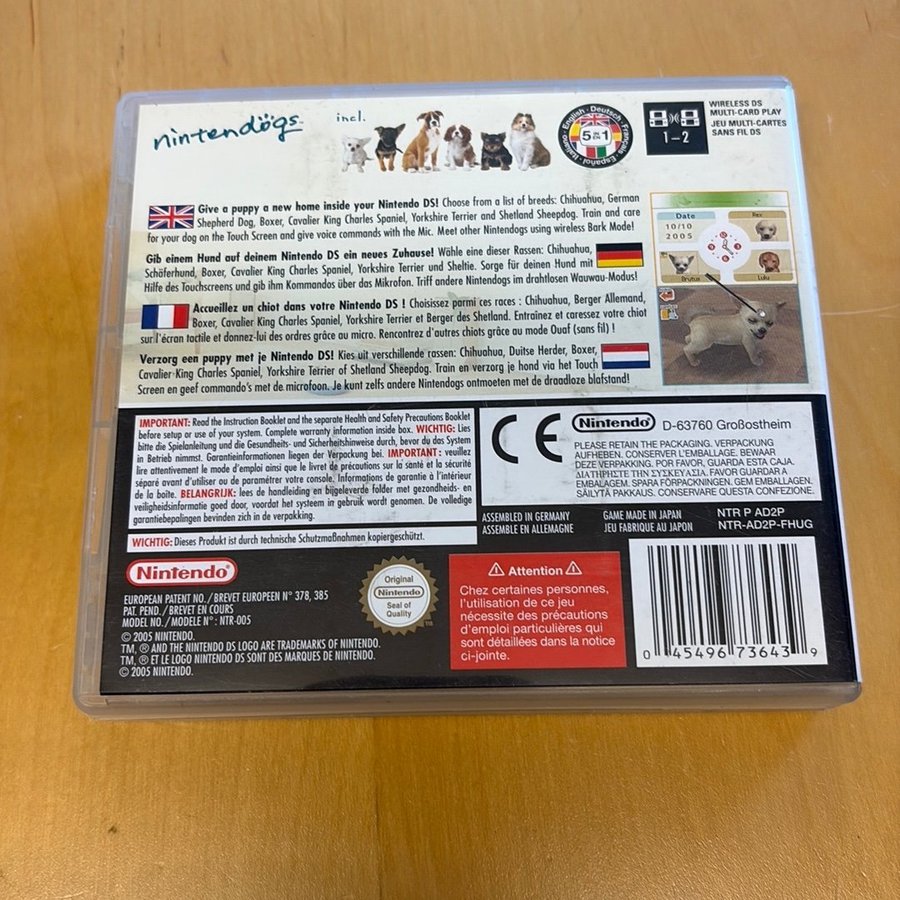 nintendögs
incl.
English · Deutsch · Français · Español · Italiano
5 IN EN 1
1-2
WIRELESS DS
MULTI-CARD PLAY
JEU MULTI-CARTES
SANS FIL DS
Give a puppy a new home inside your Nintendo DS! Choose from a list of breeds: Chihuahua, German
Shepherd Dog, Boxer, Cavalier King Charles Spaniel, Yorkshire Terrier and Shetland Sheepdog. Train and care
for your dog on the Touch Screen and give voice commands with the Mic. Meet other Nintendogs using wireless Bark Mode!
Gib einem Hund auf deinem Nintendo DS ein neues Zuhause! Wähle eine dieser Rassen: Chihuahua,
Schäferhund, Boxer, Cavalier King Charles Spaniel, Yorkshire Terrier und Sheltie. Sorge für deinen Hund mit
Hilfe des Touchscreens und gib ihm Kommandos über das Mikrofon. Triff andere Nintendogs im drahtlosen Wauwau-Modus!
Accueillez un chiot dans votre Nintendo DS ! Choisissez parmi ces races : Chihuahua, Berger Allemand,
Boxer, Cavalier King Charles Spaniel, Yorkshire Terrier et Berger des Shetland. Entraînez et caressez votre chiot
sur l'écran tactile et donnez-lui des ordres grâce au micro. Rencontrez d'autres chiots grâce au mode Ouaf (sans fil) !
Verzorg een puppy met je Nintendo DS! Kies uit verschillende rassen: Chihuahua, Duitse Herder, Boxer,
Cavalier King Charles Spaniel, Yorkshire Terrier of Shetland Sheepdog. Train en verzorg je hond via het Touch
Screen en geef commando's met de microfoon. Je kunt zelfs andere Nintendogs ontmoeten met de draadloze blafstand!
Date
10/10
2005
Rex
Brutus
Lulu
IMPORTANT: Read the Instruction Booklet and the separate Health and Safety Precautions Booklet
before setup or use of your system. Complete warranty information inside box. WICHTIG: Lies
bitte die Spielanleitung und die Gesundheits- und Sicherheitshinweise durch, bevor du das System
in Betrieb nimmst. Garantieinformationen liegen der Verpackung bei. IMPORTANT : veuillez
lire attentivement le mode d'emploi ainsi que le livret de précautions sur la santé et la sécurité
séparé avant d'utiliser ou de paramétrer votre console. Informations de garantie à l'intérieur
de la boîte. BELANGRIJK: lees de handleiding en bijgeleverde folder met gezondheids- en
veiligheidsinformatie goed door, voordat het systeem in gebruik wordt genomen. De volledige
garantiebepalingen bevinden zich in de verpakking.
WICHTIG: Dieses Produkt ist durch technische Schutzmaßnahmen kopiergeschützt.
CE
Nintendo D-63760 Großostheim
PLEASE RETAIN THE PACKAGING. VERPACKUNG
AUFHEBEN. CONSERVER L'EMBALLAGE. BEWAAR
DEZE VERPAKKING. POR FAVOR, GUARDA ESTA CAJA.
ΔΙΑΤΗΡΗΣΤΕ ΤΗΝ ΣΥΣΚΕΥΑΣΙΑ. FAVOR GUARDAR A
EMBALAGEM. SPARA FÖRPACKNINGEN. GEM EMBALLAGEN.
SÄILYTÄ PAKKAUS. CONSERVARE QUESTA CONFEZIONE.
ASSEMBLED IN GERMANY
ASSEMBLE EN ALLEMAGNE
GAME MADE IN JAPAN
JEU FABRIQUE AU JAPON
NTR P AD2P
NTR-AD2P-FHUG
Nintendo
EUROPEAN PATENT NO./BREVET EUROPEEN N° 378, 385
PAT. PEND./BREVET EN COURS
MODEL NO./MODELE N° : NTR-005
© 2005 NINTENDO.
TM, ® AND THE NINTENDO DS LOGO ARE TRADEMARKS OF NINTENDO.
TM, ® ET LE LOGO NINTENDO DS SONT DES MARQUES DE NINTENDO.
© 2005 NINTENDO.
Original
Nintendo
Seal of
Quality
Attention
Chez certaines personnes,
l'utilisation de ce jeu
nécessite des précautions
d'emploi particulières qui
sont détaillées dans la notice
ci-jointe.
0 45496 73643 9